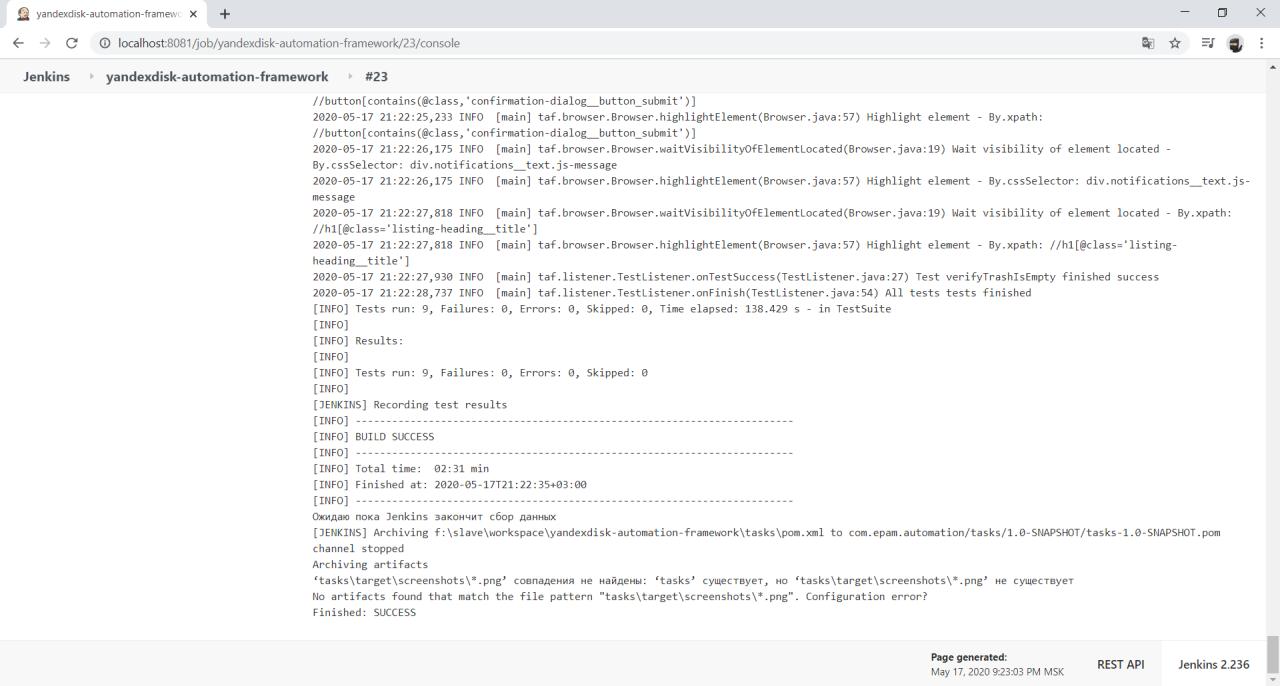 yandexdisk-automation-framewo
localhost:8081/job/yandexdisk-automation-framework/23/console
Jenkins yandexdisk-automation-framework #23
//button[contains(@class,'confirmation-dialog__button_submit')]
2020-05-17 21:22:25,233 INFO  [main] taf.browser.Browser.highlightElement(Browser.java:57) Highlight element - By.xpath:
//button[contains(@class,'confirmation-dialog__button_submit')]
2020-05-17 21:22:26,175 INFO  [main] taf.browser.Browser.waitVisibilityOfElementLocated(Browser.java:19) Wait visibility of element located -
By.cssSelector: div.notifications__text.js-message
2020-05-17 21:22:26,175 INFO  [main] taf.browser.Browser.highlightElement(Browser.java:57) Highlight element - By.cssSelector: div.notifications__text.js-
message
2020-05-17 21:22:27,818 INFO  [main] taf.browser.Browser.waitVisibilityOfElementLocated(Browser.java:19) Wait visibility of element located - By.xpath:
//h1[@class='listing-heading__title']
2020-05-17 21:22:27,818 INFO  [main] taf.browser.Browser.highlightElement(Browser.java:57) Highlight element - By.xpath: //h1[@class='listing-
heading__title']
2020-05-17 21:22:27,930 INFO  [main] taf.listener.TestListener.onTestSuccess(TestListener.java:27) Test verifyTrashIsEmpty finished success
2020-05-17 21:22:28,737 INFO  [main] taf.listener.TestListener.onFinish(TestListener.java:54) All tests tests finished
[INFO] Tests run: 9, Failures: 0, Errors: 0, Skipped: 0, Time elapsed: 138.429 s - in TestSuite
[INFO]
[INFO] Results:
[INFO]
[INFO] Tests run: 9, Failures: 0, Errors: 0, Skipped: 0
[INFO]
[JENKINS] Recording test results
[INFO] ------------------------------------------------------------------------
[INFO] BUILD SUCCESS
[INFO] ------------------------------------------------------------------------
[INFO] Total time:  02:31 min
[INFO] Finished at: 2020-05-17T21:22:35+03:00
[INFO] ------------------------------------------------------------------------
Ожидаю пока Jenkins закончит сбор данных
[JENKINS] Archiving f:\slave\workspace\yandexdisk-automation-framework\tasks\pom.xml to com.epam.automation/tasks/1.0-SNAPSHOT/tasks-1.0-SNAPSHOT.pom
channel stopped
Archiving artifacts
‘tasks\target\screenshots\*.png’ совпадения не найдены: ‘tasks’ существует, но ‘tasks\target\screenshots\*.png’ не существует
No artifacts found that match the file pattern "tasks\target\screenshots\*.png". Configuration error?
Finished: SUCCESS
Page generated:
May 17, 2020 9:23:03 PM MSK
REST API
Jenkins 2.236